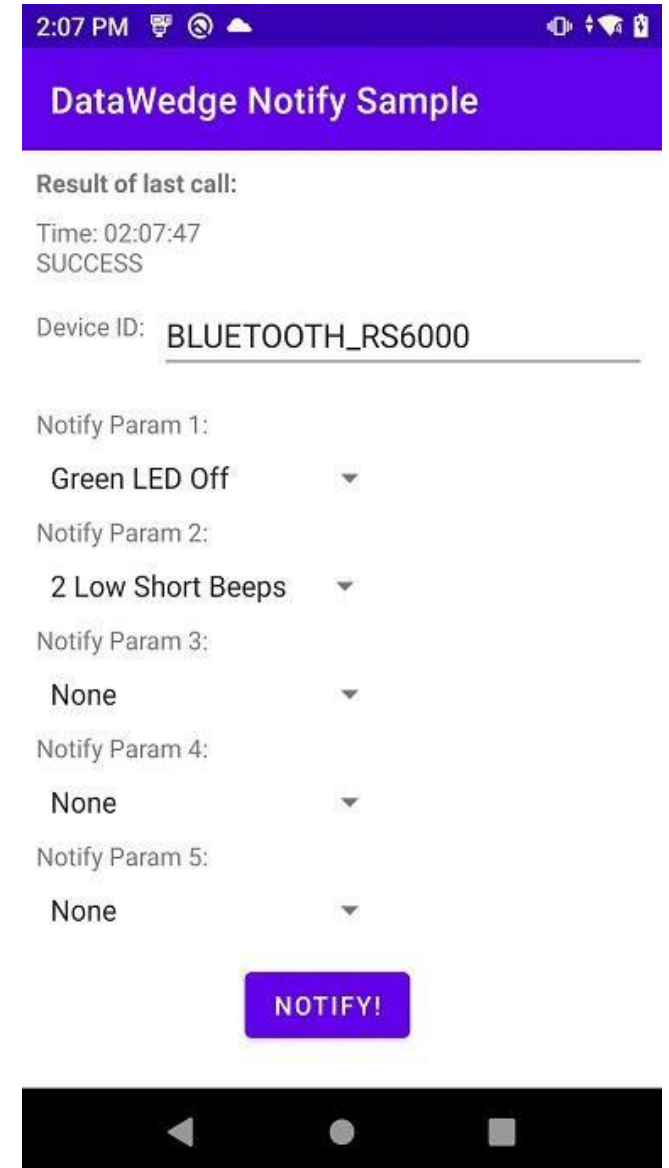 2:07 PM
DataWedge Notify Sample
Result of last call:
Time: 02:07:47
SUCCESS
Device ID: BLUETOOTH_RS6000
Notify Param 1:
Green LED Off
Notify Param 2:
2 Low Short Beeps
Notify Param 3:
None
Notify Param 4:
None
Notify Param 5:
None
NOTIFY!